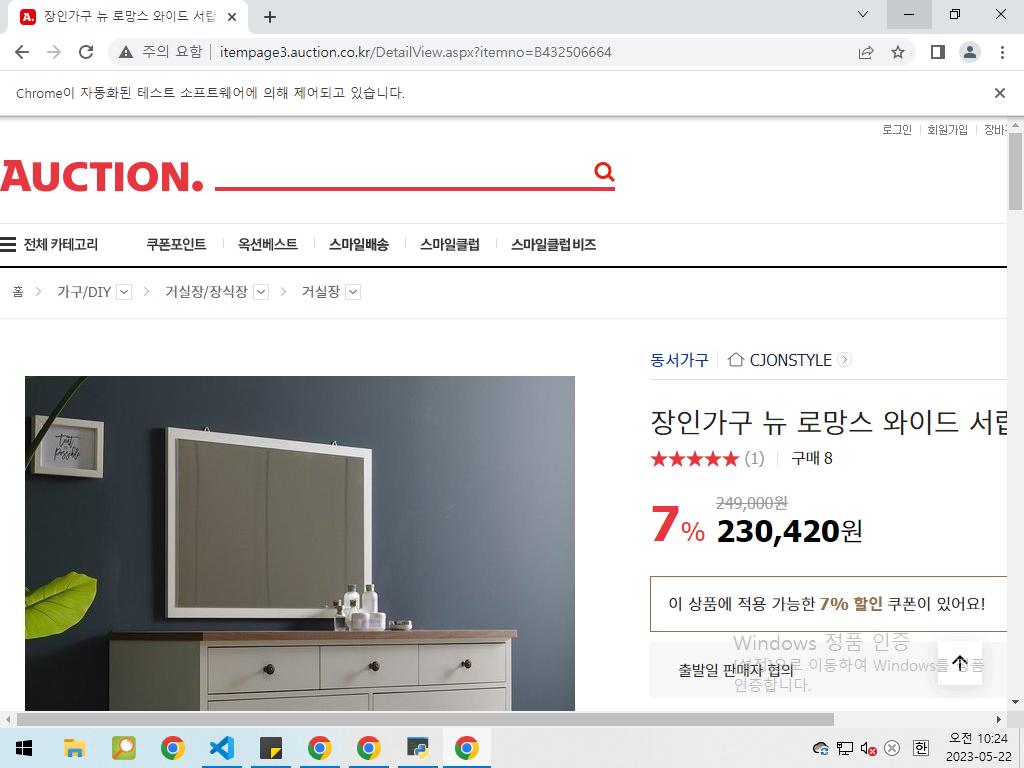 장인가구 뉴 로망스 와이드 서랍
주의 요함
itempage3.auction.co.kr/DetailView.aspx?itemno=B432506664
Chrome이 자동화된 테스트 소프트웨어에 의해 제어되고 있습니다.
로그인 회원가입 장바
AUCTION.
전체 카테고리 쿠폰포인트 옥션베스트 스마일배송 스마일클럽 스마일클럽 비즈
홈 가구/DIY 거실장/장식장 거실장
동서가구 CJONSTYLE
장인가구 뉴 로망스 와이드 서랍
(1) 구매 8
249,000원
7% 230,420원
이 상품에 적용 가능한 7% 할인 쿠폰이 있어요!
Windows 정품 인증
[설정]으로 이동하여 Windows를 정품
인증합니다.
출발일 판매자 협의
오전 10:24
한
2023-05-22